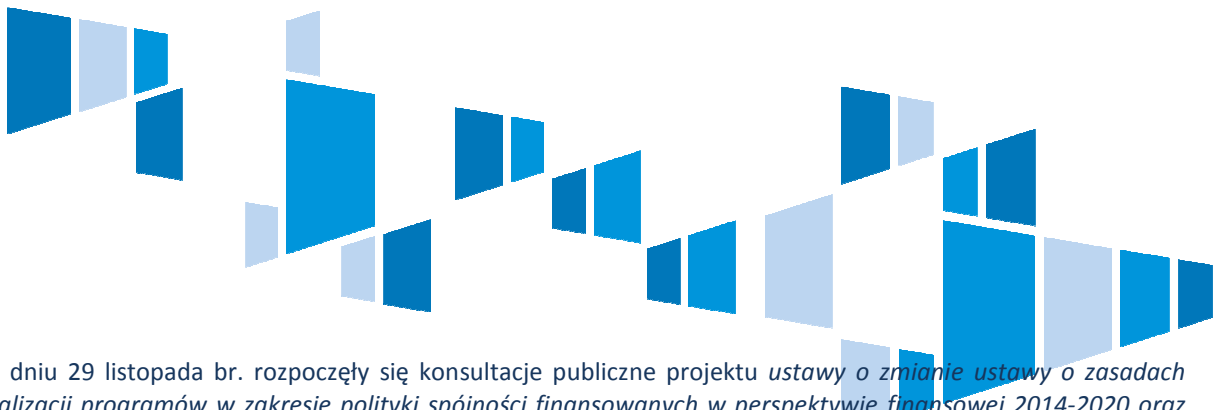 dniu 29 listopada br. rozpoczęły się konsultacje publiczne projektu ustawy o zmianie ustawy o zasadach
alizacji programów w zakresie polityki spójności finansowanych w perspektywie finansowej 2014-2020 oraz